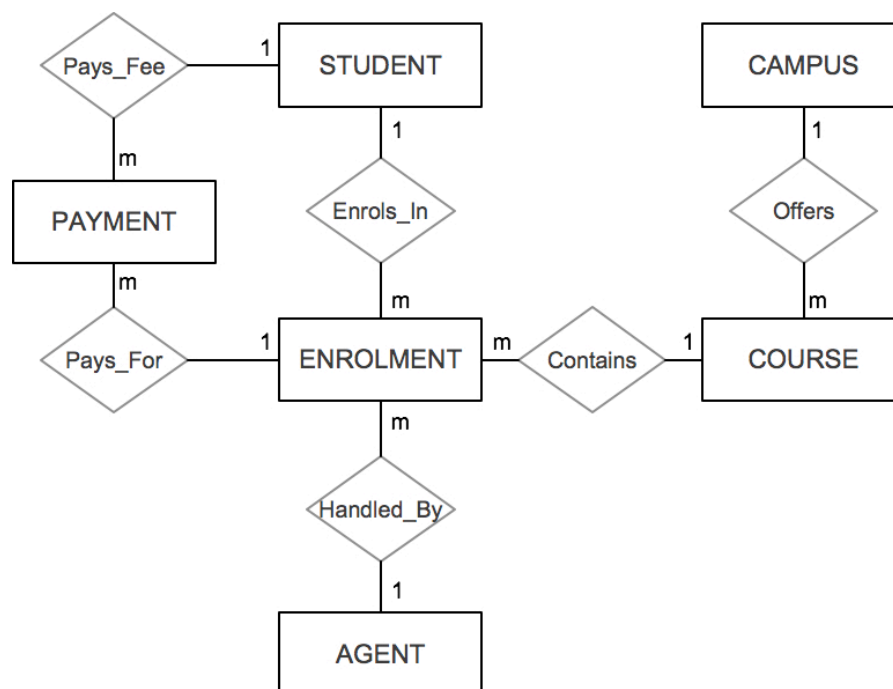 Pays_Fee
1
STUDENT
CAMPUS
1
1
m
PAYMENT
Enrols_In
Offers
m
m
m
Pays_For
1
ENROLMENT
m
Contains
1
COURSE
m
Handled_By
1
AGENT